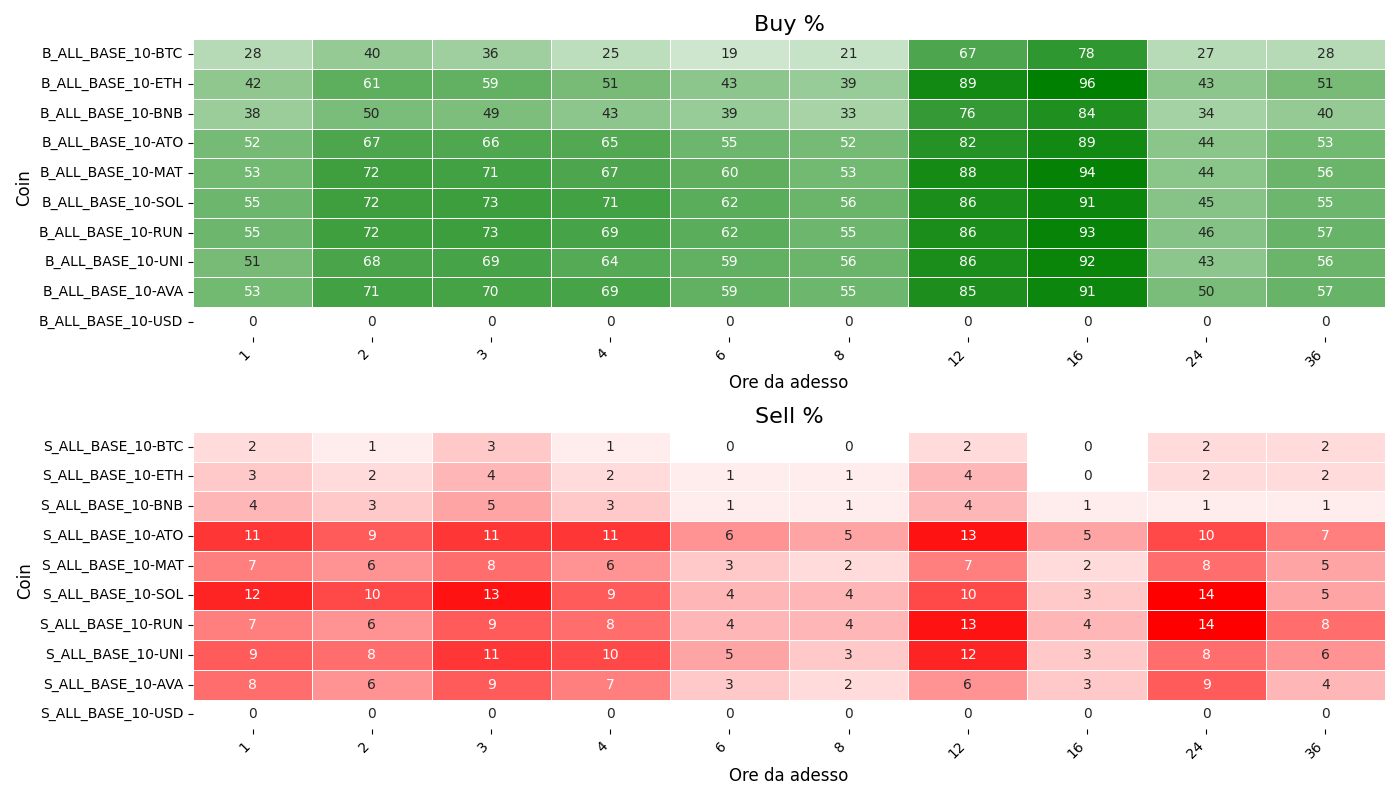 Buy %
Coin
B_ALL_BASE_10-BTC 28 40 36 25 19 21 67 78 27 28
B_ALL_BASE_10-ETH 42 61 59 51 43 39 89 96 43 51
B_ALL_BASE_10-BNB 38 50 49 43 39 33 76 84 34 40
B_ALL_BASE_10-ATO 52 67 66 65 55 52 82 89 44 53
B_ALL_BASE_10-MAT 53 72 71 67 60 53 88 94 44 56
B_ALL_BASE_10-SOL 55 72 73 71 62 56 86 91 45 55
B_ALL_BASE_10-RUN 55 72 73 69 62 55 86 93 46 57
B_ALL_BASE_10-UNI 51 68 69 64 59 56 86 92 43 56
B_ALL_BASE_10-AVA 53 71 70 69 59 55 85 91 50 57
B_ALL_BASE_10-USD 0 0 0 0 0 0 0 0 0 0
1 2 3 4 6 8 12 16 24 36
Ore da adesso
Sell %
Coin
S_ALL_BASE_10-BTC 2 1 3 1 0 0 2 0 2 2
S_ALL_BASE_10-ETH 3 2 4 2 1 1 4 0 2 2
S_ALL_BASE_10-BNB 4 3 5 3 1 1 4 1 1 1
S_ALL_BASE_10-ATO 11 9 11 11 6 5 13 5 10 7
S_ALL_BASE_10-MAT 7 6 8 6 3 2 7 2 8 5
S_ALL_BASE_10-SOL 12 10 13 9 4 4 10 3 14 5
S_ALL_BASE_10-RUN 7 6 9 8 4 4 13 4 14 8
S_ALL_BASE_10-UNI 9 8 11 10 5 3 12 3 8 6
S_ALL_BASE_10-AVA 8 6 9 7 3 2 6 3 9 4
S_ALL_BASE_10-USD 0 0 0 0 0 0 0 0 0 0
1 2 3 4 6 8 12 16 24 36
Ore da adesso